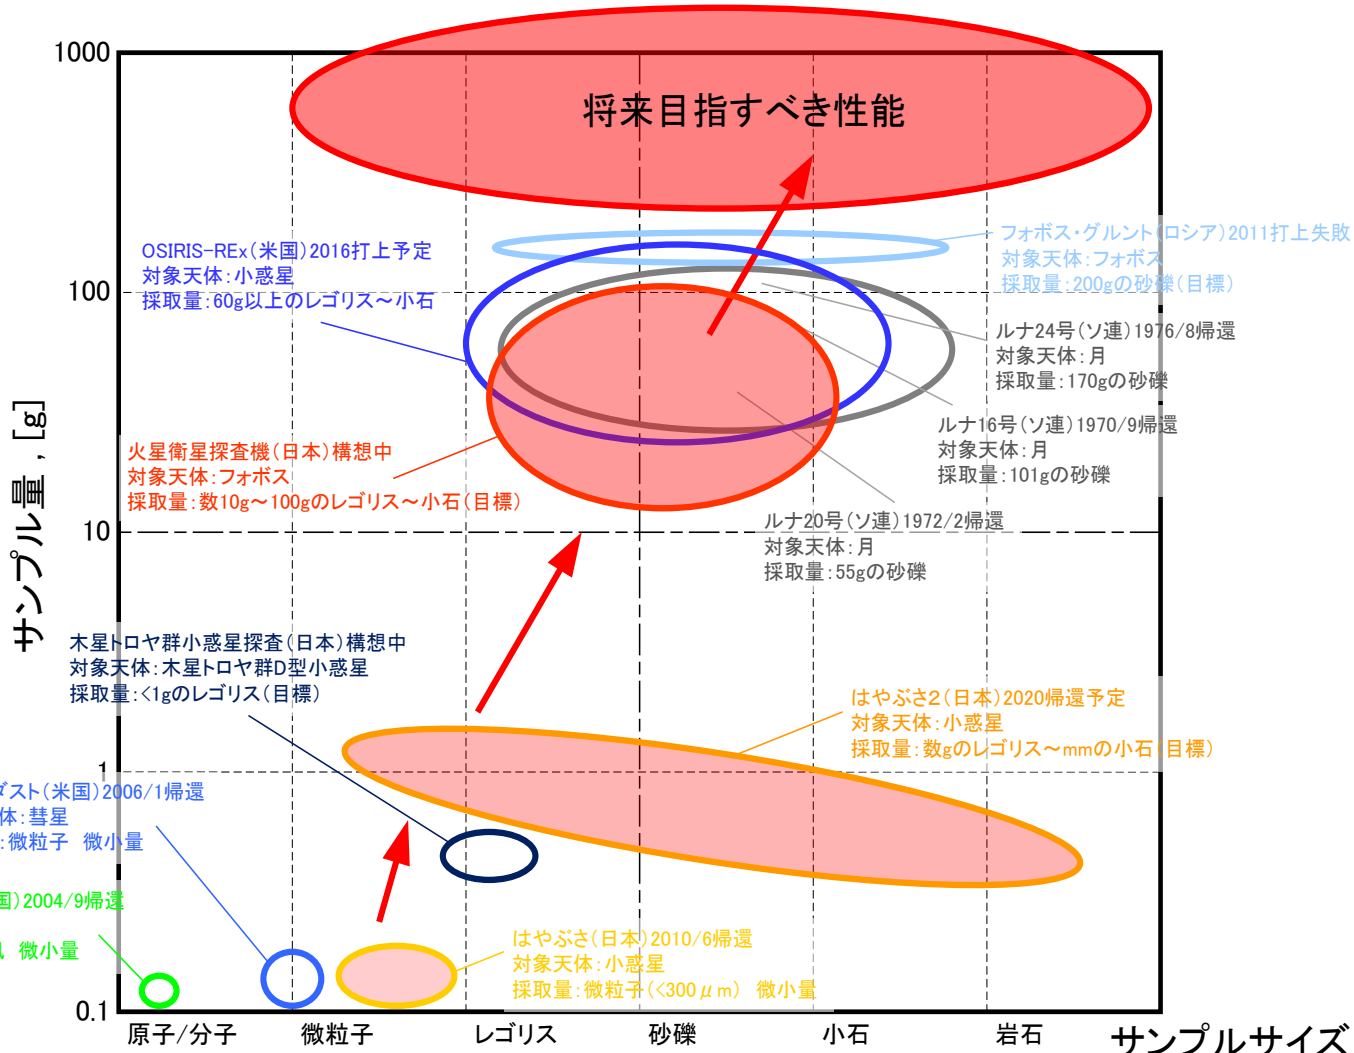 1000
将来目指すべき性能
フォボス・グルント(ロシア)2011打上失敗
対象天体:フォボス
採取量:200gの砂礫(目標)
OSIRIS-REx(米国)2016打上予定
対象天体:小惑星
採取量:60g以上のレゴリス~小石
100
ルナ24号(ソ連)1976/8帰還
対象天体:月
採取量:170gの砂礫
ルナ16号(ソ連)1970/9帰還
対象天体:月
採取量:101gの砂礫
サンプル量,[g]
火星衛星探査機(日本)構想中
対象天体:フォボス
採取量:数10g~100gのレゴリス~小石(目標)
ルナ20号(ソ連)1972/2帰還
対象天体:月
採取量:55gの砂礫
10
木星トロヤ群小惑星探査(日本)構想中
対象天体:木星トロヤ群D型小惑星
採取量:<1gのレゴリス(目標)
はやぶさ2(日本)2020帰還予定
対象天体:小惑星
採取量:数gのレゴリス~mmの小石(目標)
1
ダスト(米国)2006/1帰還
体:彗星
:微粒子 微小量
国)2004/9帰還
微小量
はやぶさ(日本)2010/6帰還
対象天体:小惑星
採取量:微粒子(<300μm) 微小量
0.1
原子/分子 微粒子 レゴリス 砂礫 小石 岩石
サンプルサイズ